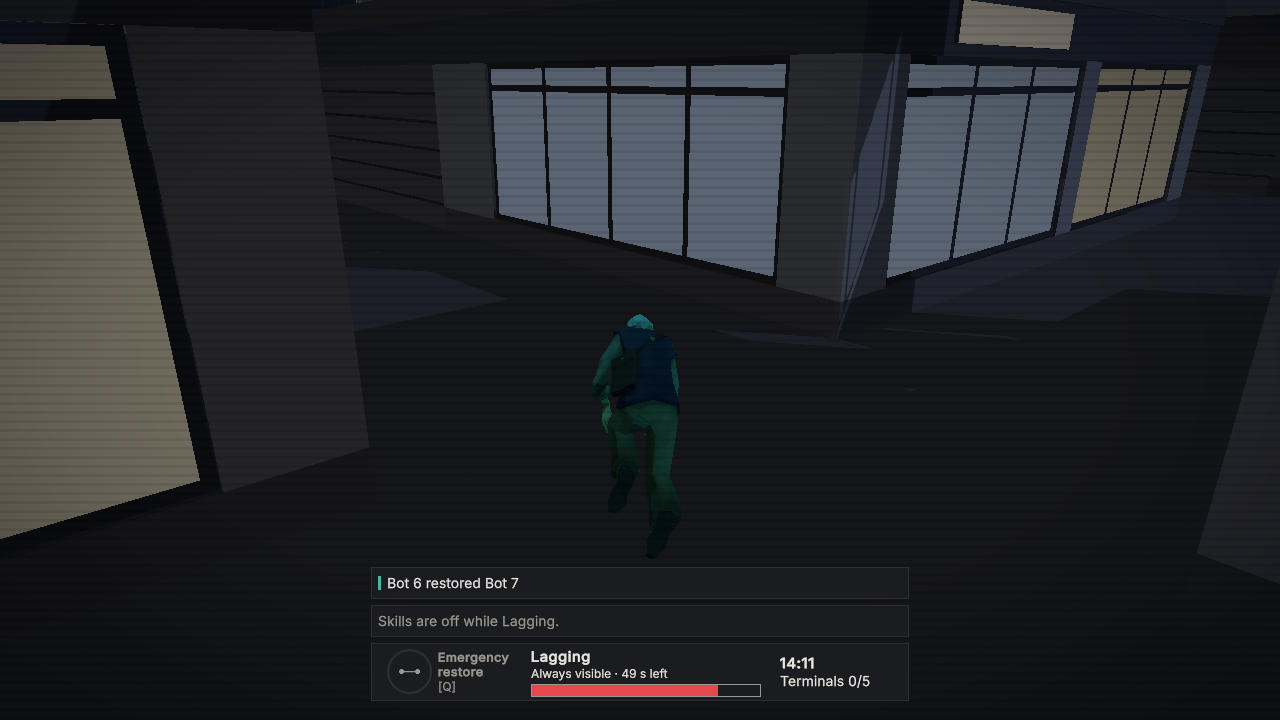 Bot 6 restored Bot 7
Skills are off while Lagging.
Emergency
restore
[Q]
Lagging
Always visible · 49 s left
14:11
Terminals 0/5